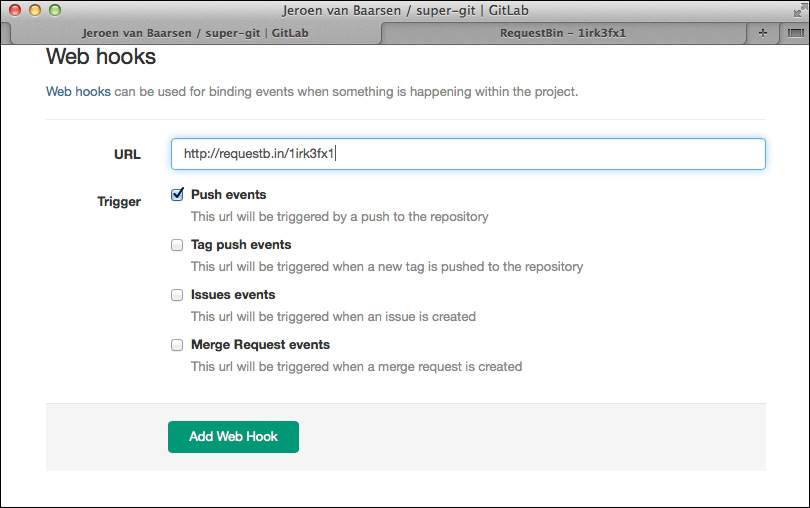 Jeroen van Baarsen / super-git | GitLab
Jeroen van Baarsen / super-git | GitLab
RequestBin – 1irk3fx1
Web hooks
Web hooks can be used for binding events when something is happening within the project.
URL
http://requestb.in/1irk3fx1
Trigger
Push events
This url will be triggered by a push to the repository
Tag push events
This url will be triggered when a new tag is pushed to the repository
Issues events
This url will be triggered when an issue is created
Merge Request events
This url will be triggered when a merge request is created
Add Web Hook